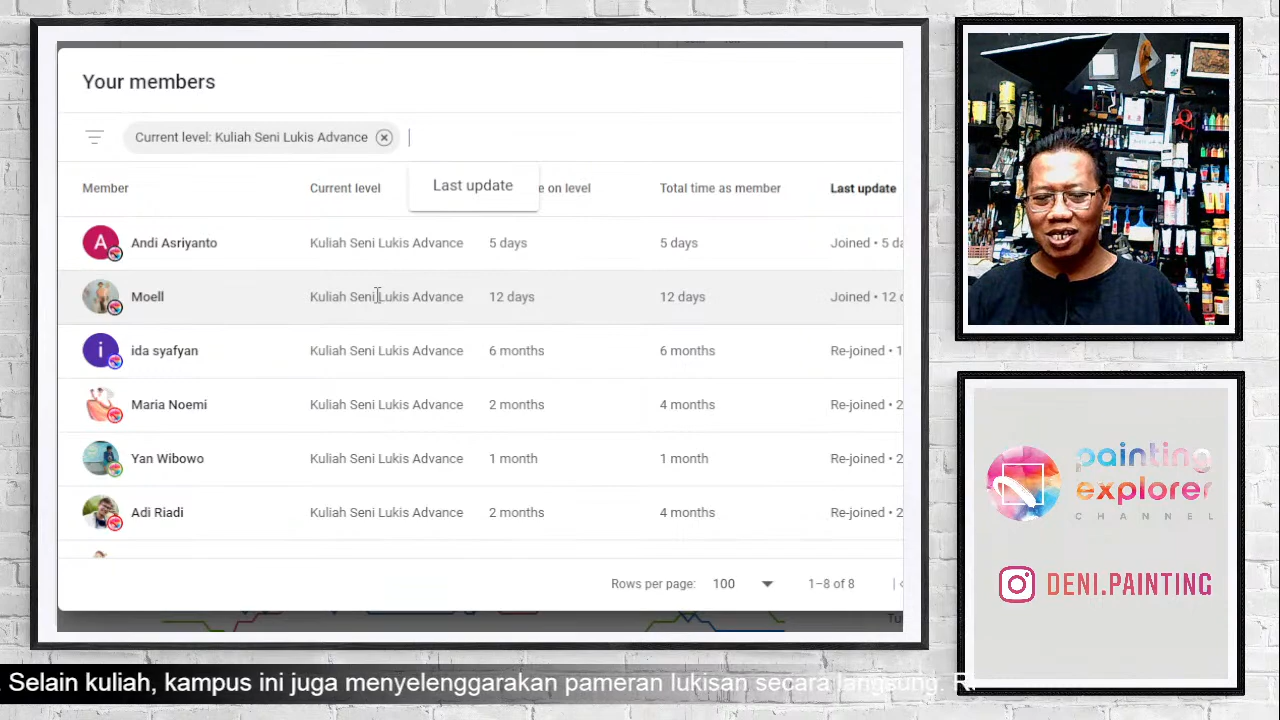 Your members
Current level: Kuliah Seni Lukis Advance
Last update
Member Current level e on level Total time as member Last update
A Andi Asriyanto Kuliah Seni Lukis Advance 5 days 5 days Joined • 5 da
Moell Kuliah Seni Lukis Advance 12 days 12 days Joined • 12 d
i ida syafyan Kuliah Seni Lukis Advance 6 months 6 months Re-joined • 1
Maria Noemi Kuliah Seni Lukis Advance 2 months 4 months Re-joined • 2
Yan Wibowo Kuliah Seni Lukis Advance 1 month 1 month Re-joined • 2
Adi Riadi Kuliah Seni Lukis Advance 2 months 4 months Re-joined • 2
Rows per page: 100 1–8 of 8
painting
explorer
CHANNEL
DENI.PAINTING
. Selain kuliah, kampus ini juga menyelenggarakan pameran lukisan secara langsung.